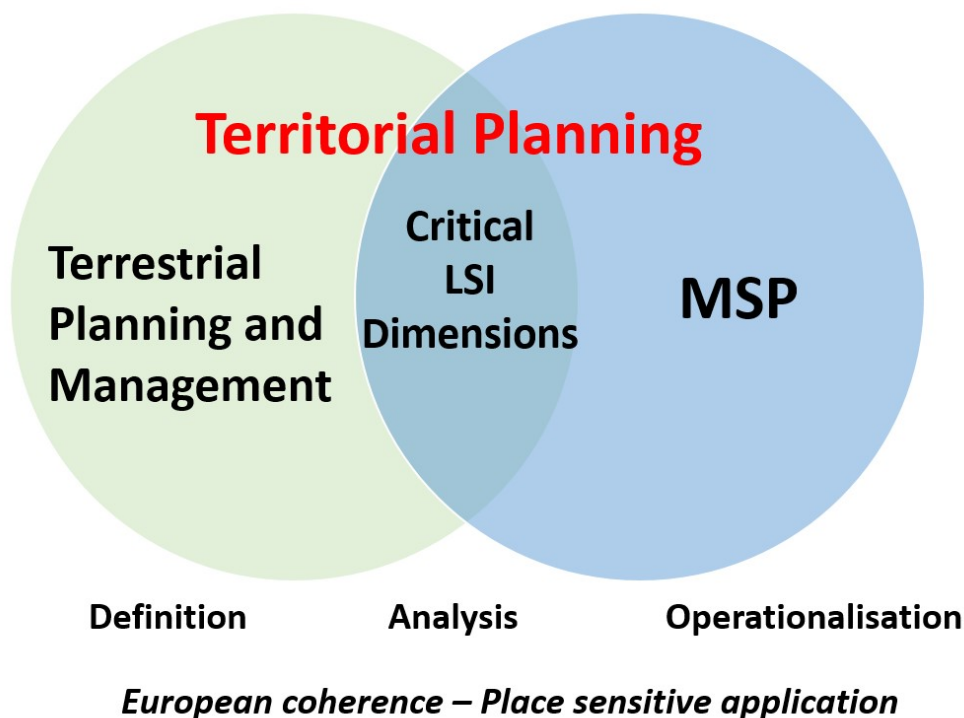 Territorial Planning
Terrestrial
Planning and
Management
Critical
LSI
Dimensions
MSP
Definition
Analysis
Operationalisation
European coherence – Place sensitive application